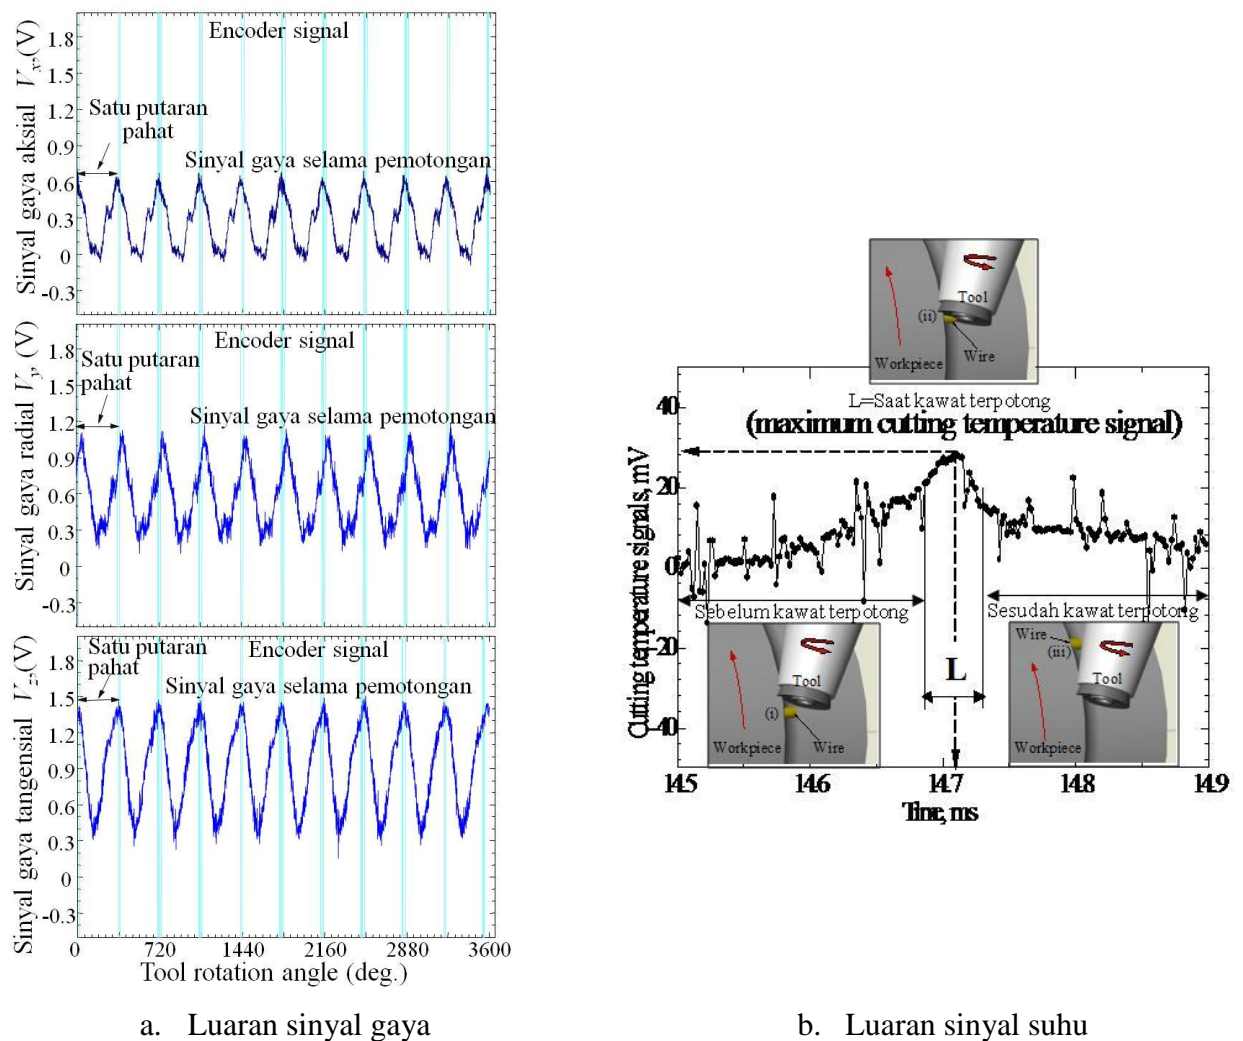 Sinyal gaya aksial Vx,(V)
1.8
1.5
1.2
0.9
0.6
0.3
0
-0.3
Encoder signal
Satu putaran
pahat
Sinyal gaya selama pemotongan
Sinyal gaya radial Vy, (V)
1.8
1.5
1.2
0.9
0.6
0.3
0
-0.3
Encoder signal
Satu putaran
pahat
Sinyal gaya selama pemotongan
Sinyal gaya tangensial Vz,(V)
1.8
1.5
1.2
0.9
0.6
0.3
0
-0.3
Satu putaran
pahat
Encoder signal
Sinyal gaya selama pemotongan
0 720 1440 2160 2880 3600
Tool rotation angle (deg.)
a. Luaran sinyal gaya
Tool
(ii)
Wire
Workpiece
L=Saat kawat terpotong
(maximum cutting temperature signal)
Cutting temperature signals, mV
40
20
0
-20
-40
Sebelum kawat terpotong
Sesudah kawat terpotong
Tool
(i)
Workpiece
Wire
L
Wire
(iii)
Tool
Workpiece
14.5 14.6 14.7 14.8 14.9
Time, ms
b. Luaran sinyal suhu